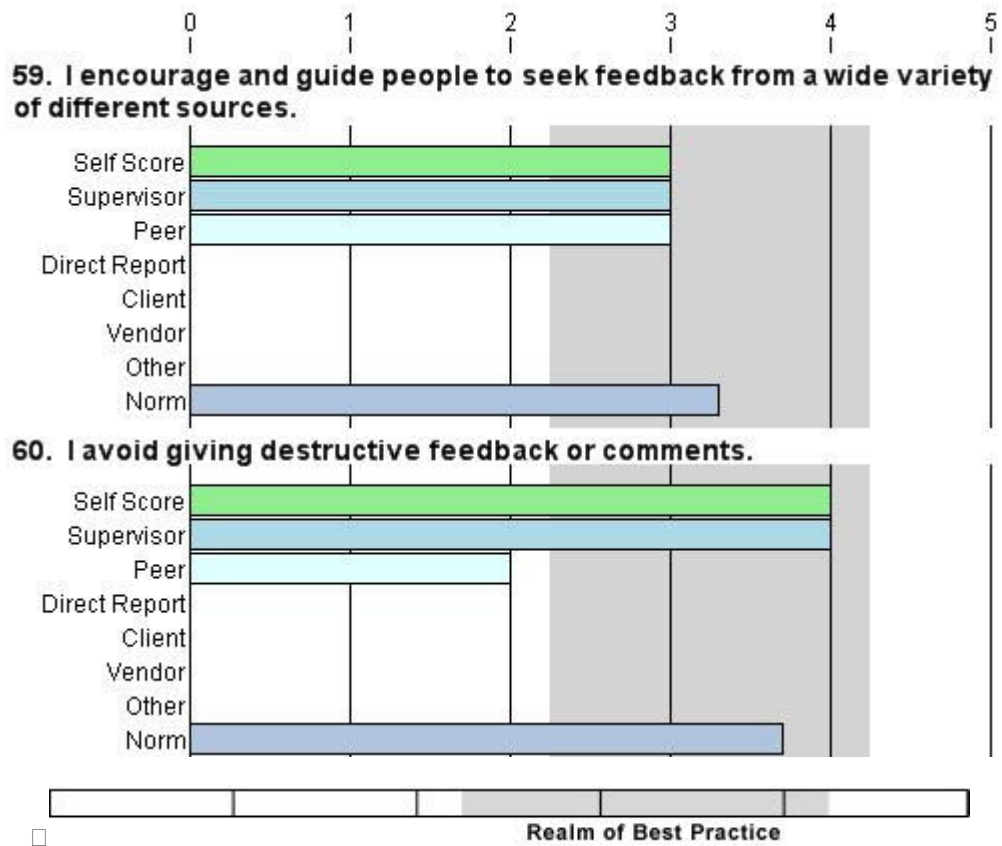 0 1 2 3 4 5
59. I encourage and guide people to seek feedback from a wide variety
of different sources.
Self Score
Supervisor
Peer
Direct Report
Client
Vendor
Other
Norm
60. I avoid giving destructive feedback or comments.
Self Score
Supervisor
Peer
Direct Report
Client
Vendor
Other
Norm
Realm of Best Practice